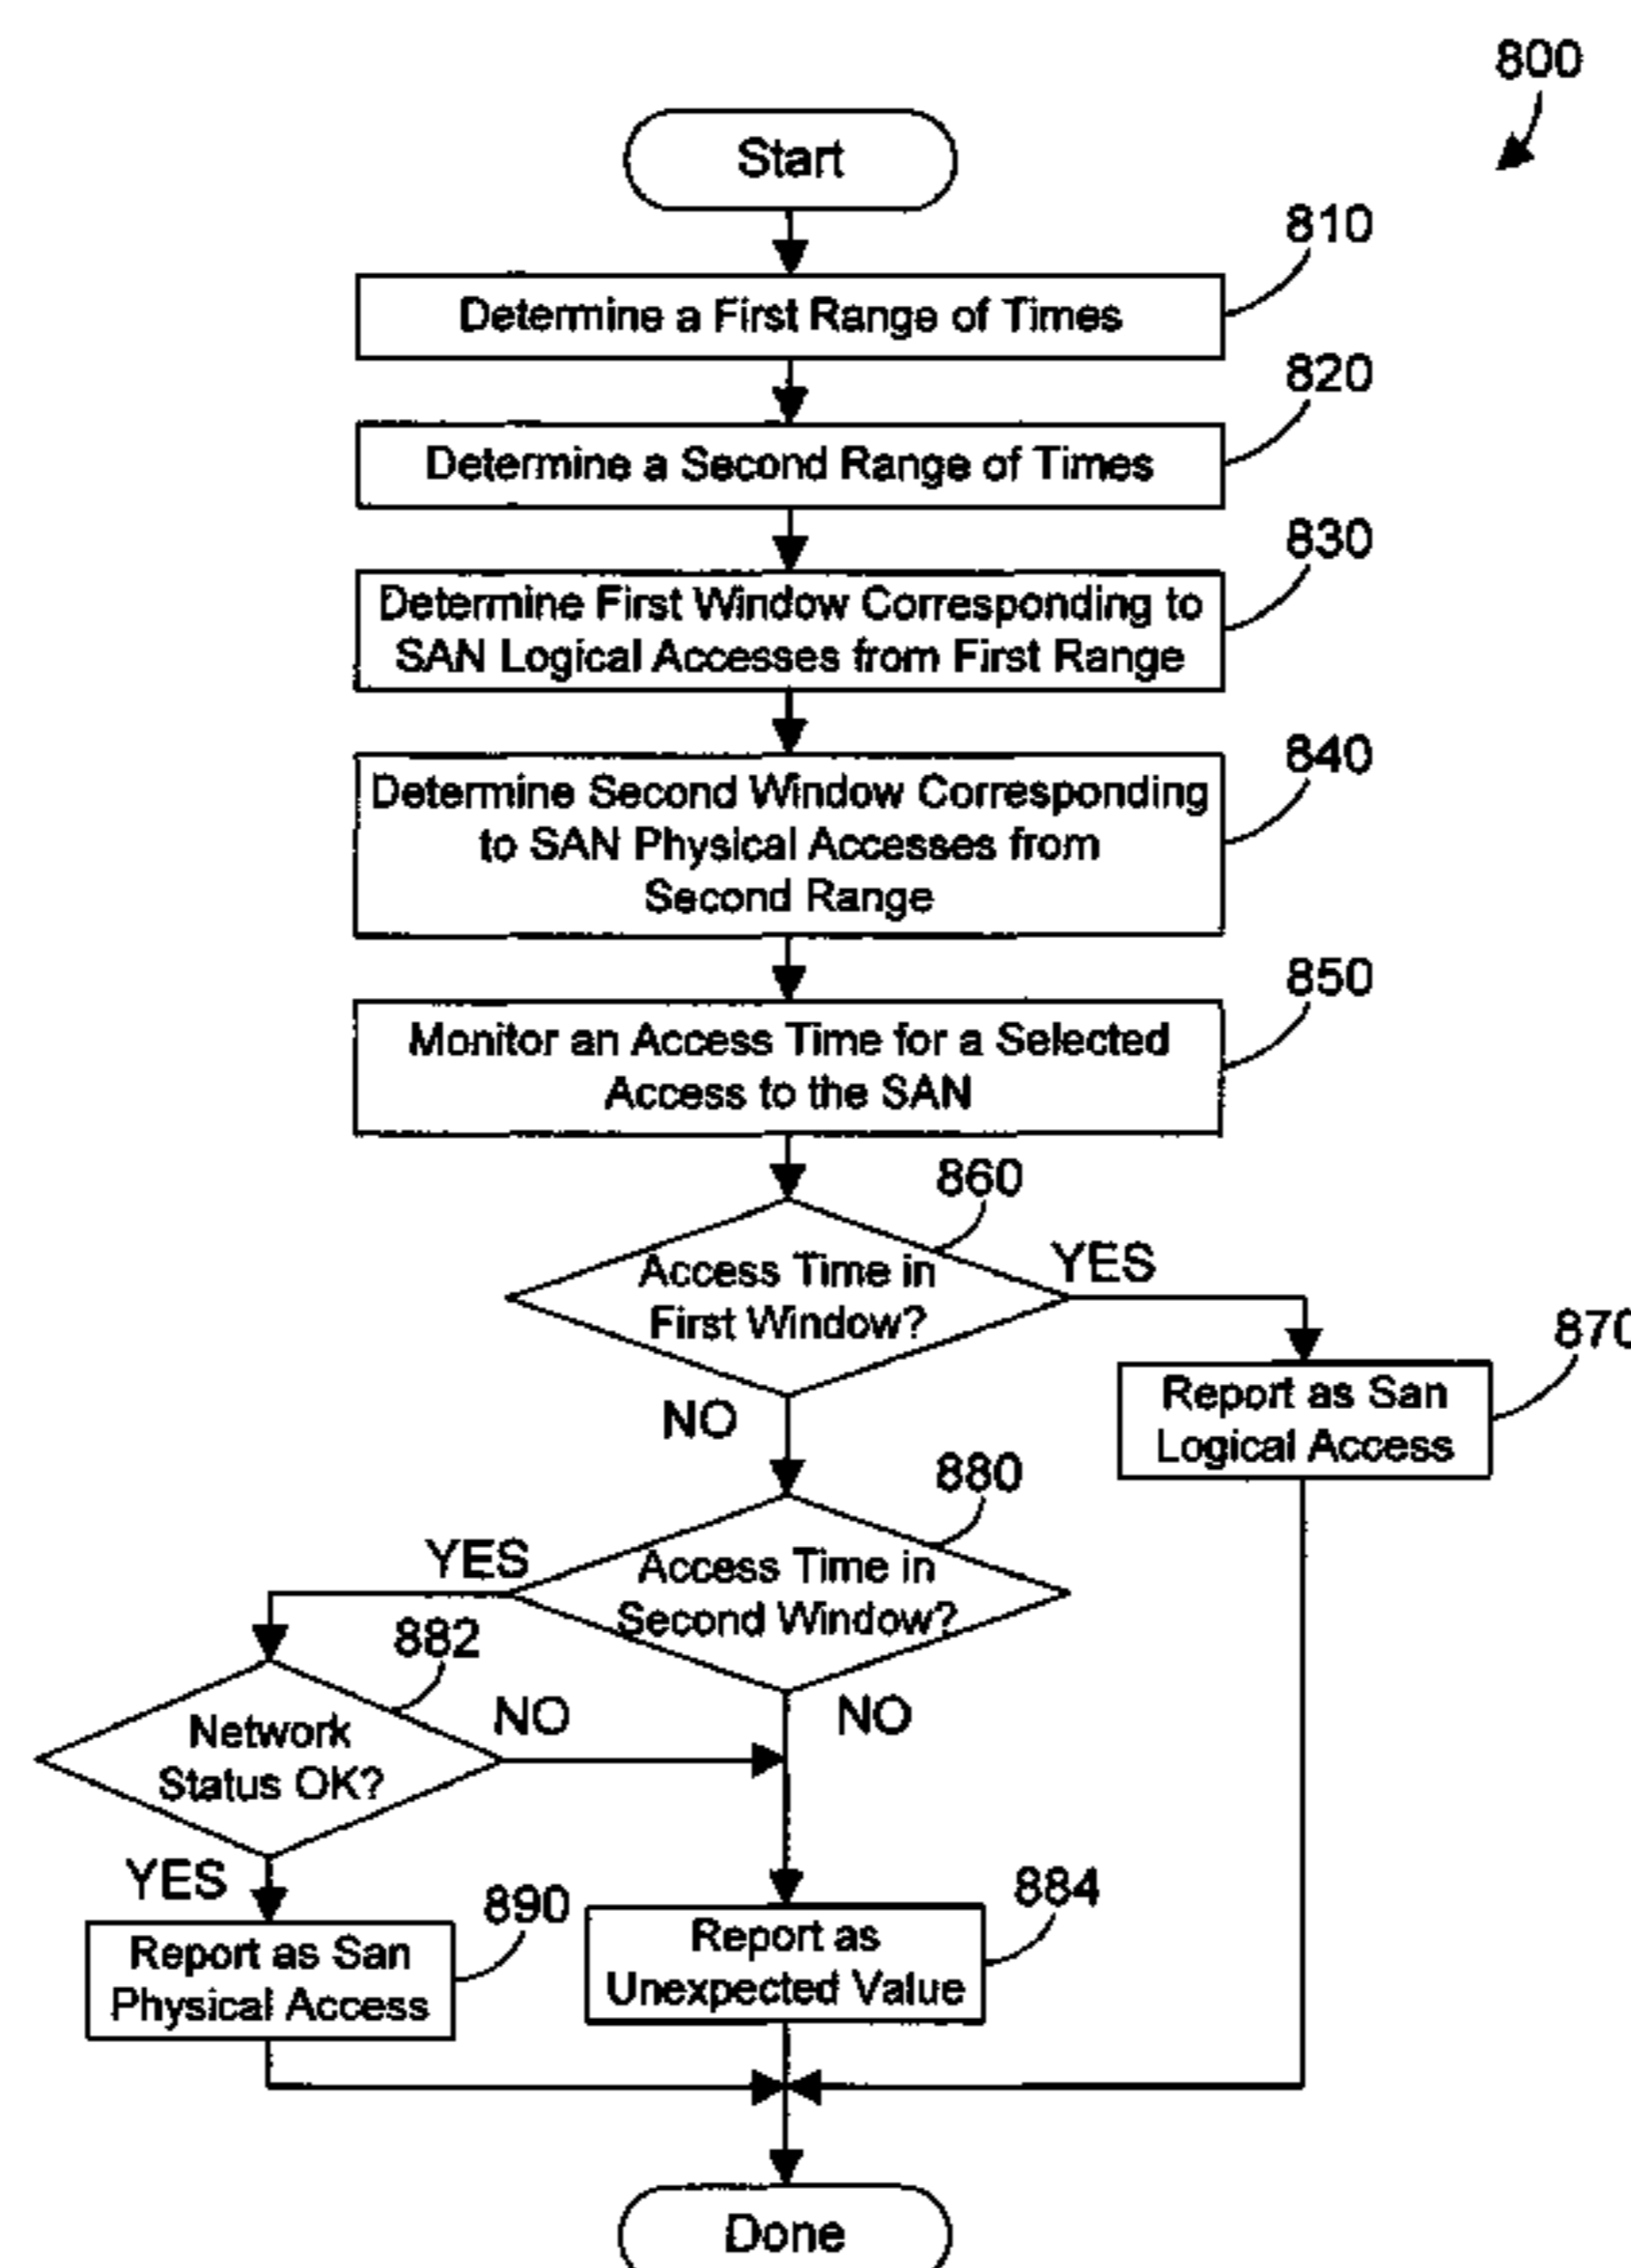 800
Start
810
Determine a First Range of Times
820
Determine a Second Range of Times
830
Determine First Window Corresponding to
SAN Logical Accesses from First Range
840
Determine Second Window Corresponding
to SAN Physical Accesses from
Second Range
850
Monitor an Access Time for a Selected
Access to the SAN
860
Access Time in
First Window?
YES
870
Report as San
Logical Access
NO
880
Access Time in
Second Window?
YES
882
Network
Status OK?
NO
NO
YES
890
Report as San
Physical Access
884
Report as
Unexpected Value
Done